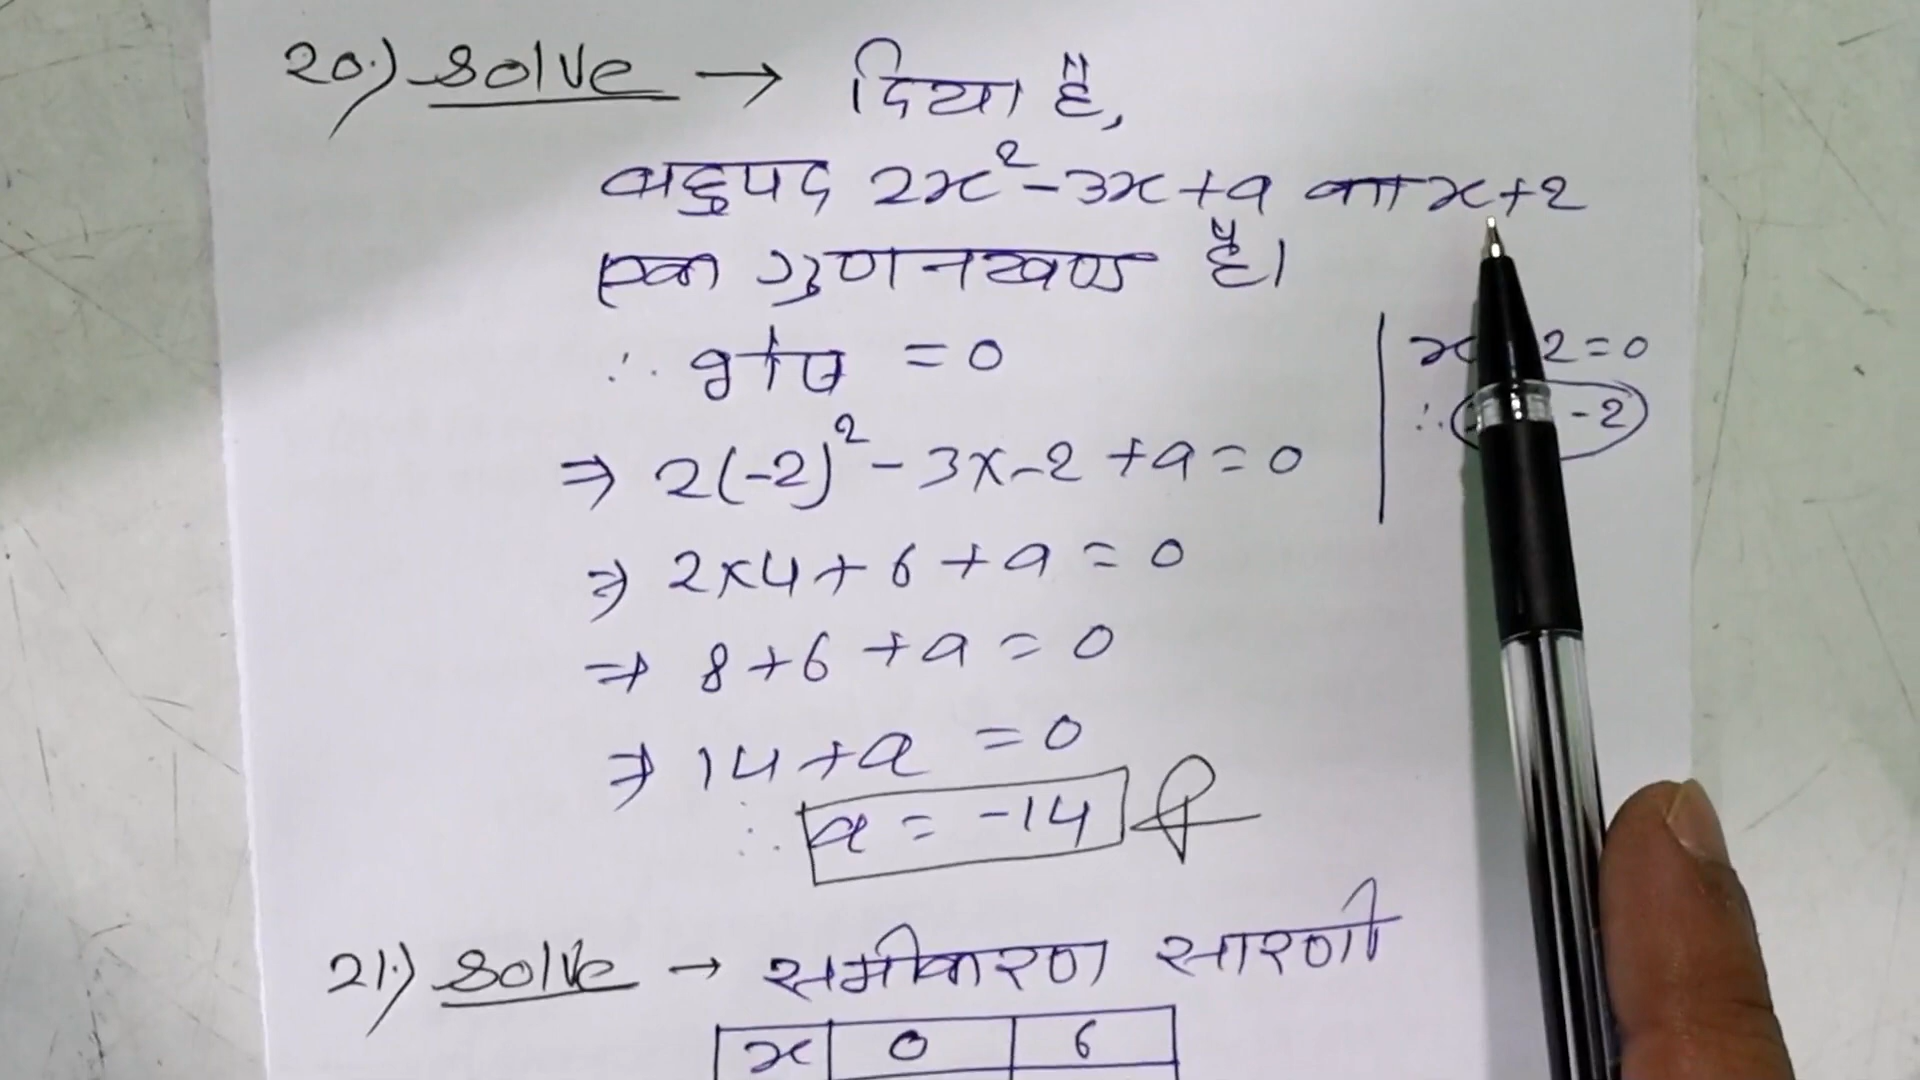 20.) Solve → दिया है,
बहुपद 2x² - 3x + a का x+2
एक गुणनखण्ड है।
∴ = 0
x 2 = 0
⇒ 2(-2)² - 3x-2 + a = 0
∴ -2
⇒ 2x4 + 6 + a = 0
⇒ 8 + 6 + a = 0
⇒ 14 + a = 0
∴ a = -14
21.) Solve → समीकरण सारणी
x 0 6